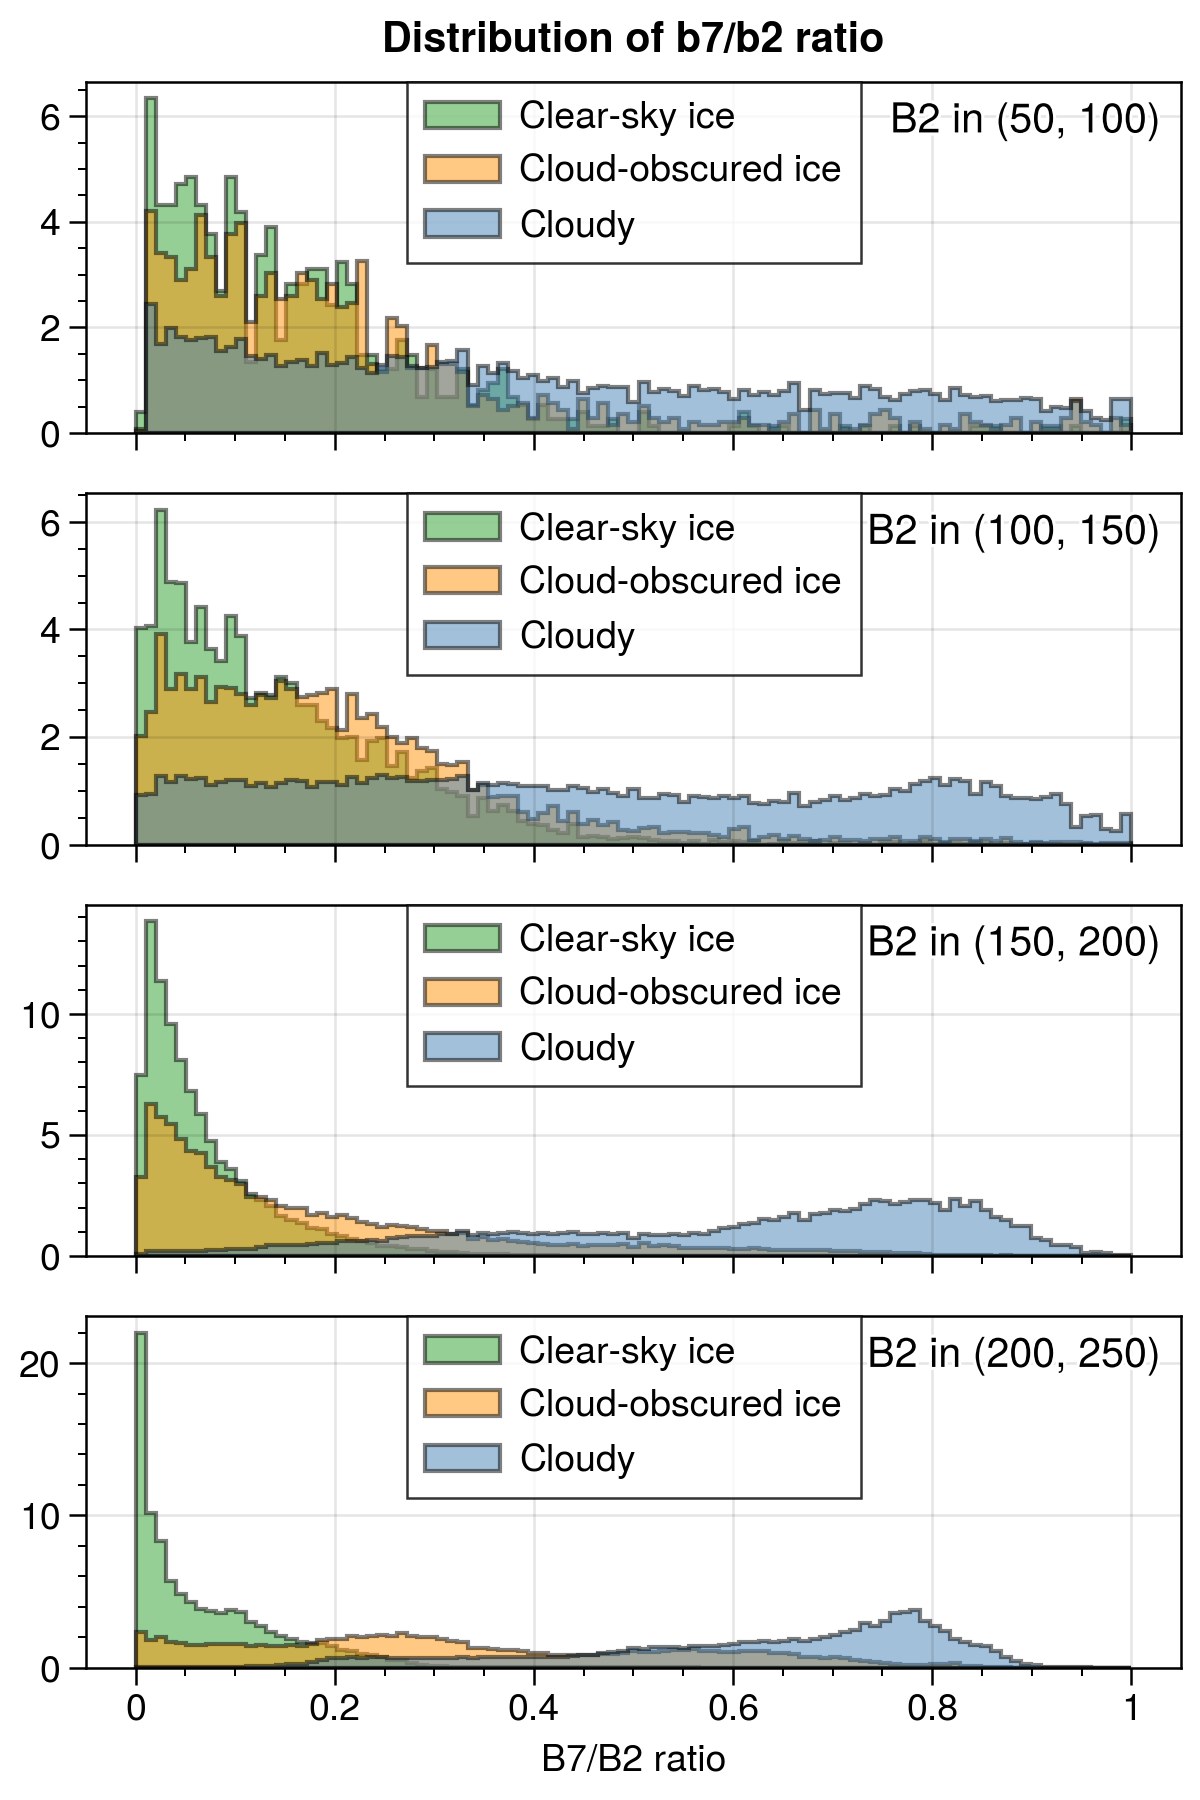 Distribution of b7/b2 ratio
6
4
2
0
Clear-sky ice
Cloud-obscured ice
Cloudy
B2 in (50, 100)
6
4
2
0
Clear-sky ice
Cloud-obscured ice
Cloudy
B2 in (100, 150)
10
5
0
Clear-sky ice
Cloud-obscured ice
Cloudy
B2 in (150, 200)
20
10
0
Clear-sky ice
Cloud-obscured ice
Cloudy
B2 in (200, 250)
0 0.2 0.4 0.6 0.8 1
B7/B2 ratio